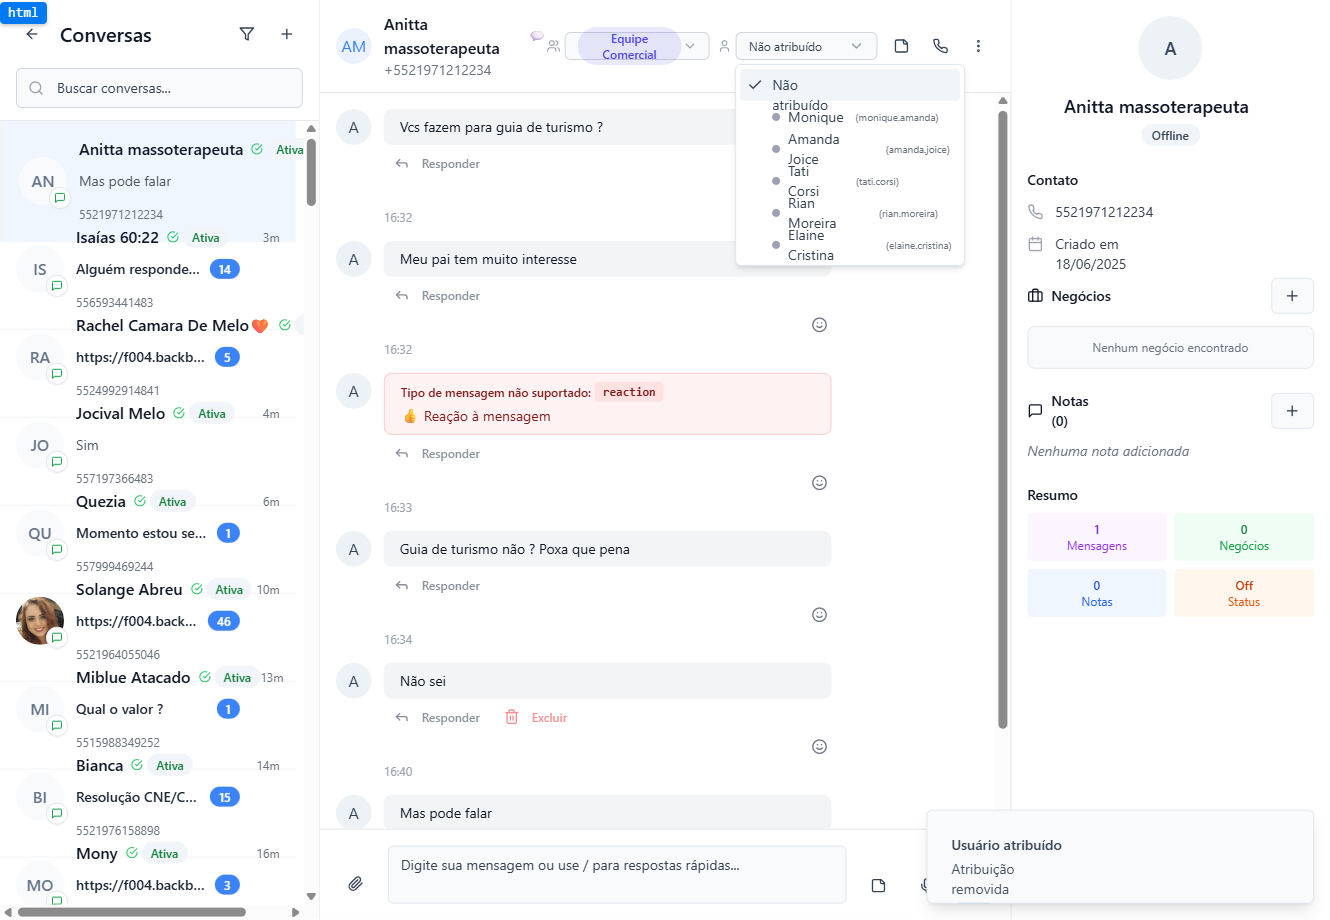 html
Conversas
Buscar conversas...
Anitta massoterapeuta Ativa
AN
Mas pode falar
5521971212234
Isaías 60:22 Ativa 3m
IS
Alguém responde... 14
556593441483
Rachel Camara De Melo
RA
https://f004.backb... 5
5524992914841
Jocival Melo Ativa 4m
JO
Sim
557197366483
Quezia Ativa 6m
QU
Momento estou se... 1
557999469244
Solange Abreu Ativa 10m
https://f004.back... 46
5521964055046
Miblue Atacado Ativa 13m
MI
Qual o valor ? 1
5515988349252
Bianca Ativa 14m
BI
Resolução CNE/C... 15
5521976158898
Mony Ativa 16m
MO
https://f004.backb... 3
AM
Anitta
massoterapeuta
+5521971212234
Equipe
Comercial
Não atribuído
Não
atribuído
Monique
Amanda
(monique.amanda)
Joice
(amanda.joice)
Tati
Corsi
(tati.corsi)
Rian
Moreira
(rian.moreira)
Elaine
Cristina
(elaine.cristina)
A
Vcs fazem para guia de turismo ?
Responder
16:32
A
Meu pai tem muito interesse
Responder
16:32
A
Tipo de mensagem não suportado: reaction
👍 Reação à mensagem
Responder
16:33
A
Guia de turismo não ? Poxa que pena
Responder
16:34
A
Não sei
Responder Excluir
16:40
A
Mas pode falar
Digite sua mensagem ou use / para respostas rápidas...
A
Anitta massoterapeuta
Offline
Contato
5521971212234
Criado em
18/06/2025
Negócios
Nenhum negócio encontrado
Notas
(0)
Nenhuma nota adicionada
Resumo
1
Mensagens
0
Negócios
0
Notas
Off
Status
Usuário atribuído
Atribuição
removida